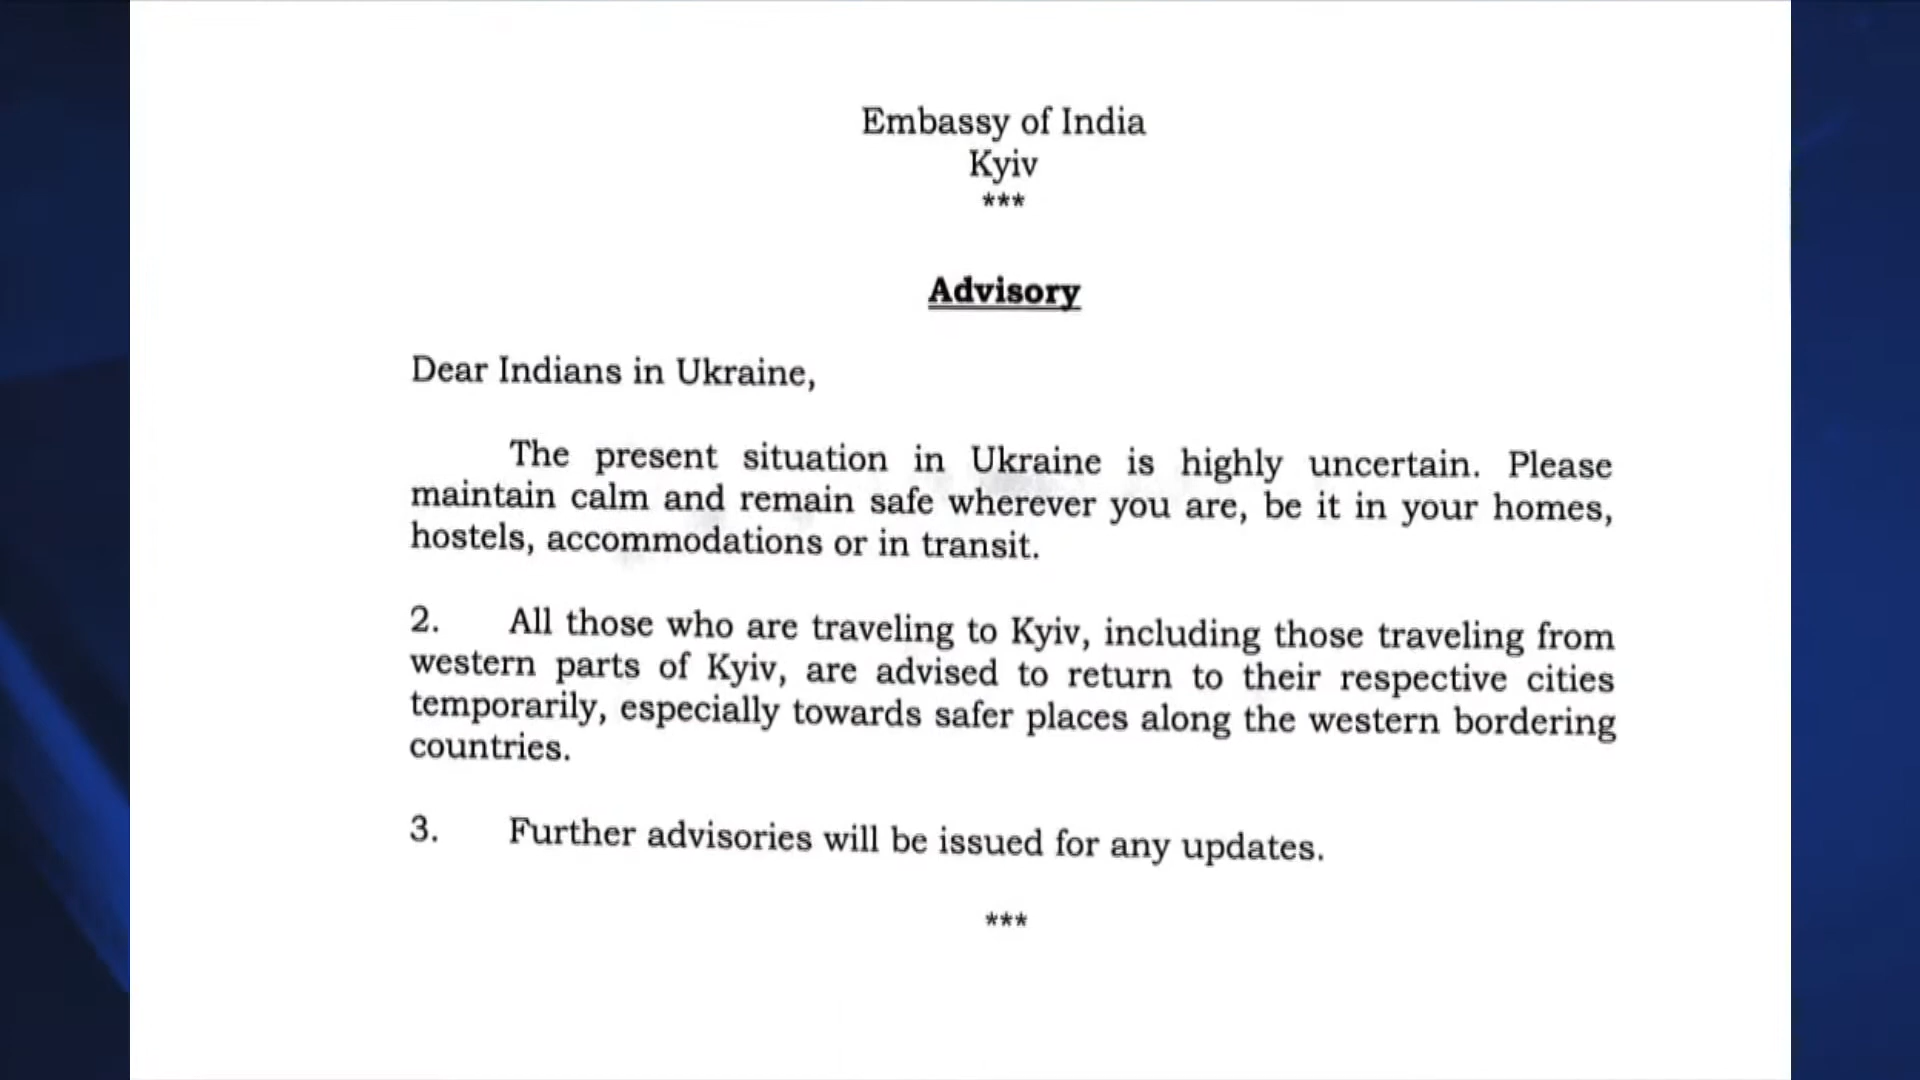 Embassy of India
Kyiv
***
Advisory
Dear Indians in Ukraine,
The present situation in Ukraine is highly uncertain. Please
maintain calm and remain safe wherever you are, be it in your homes,
hostels, accommodations or in transit.
2. All those who are traveling to Kyiv, including those traveling from
western parts of Kyiv, are advised to return to their respective cities
temporarily, especially towards safer places along the western bordering
countries.
3. Further advisories will be issued for any updates.
***